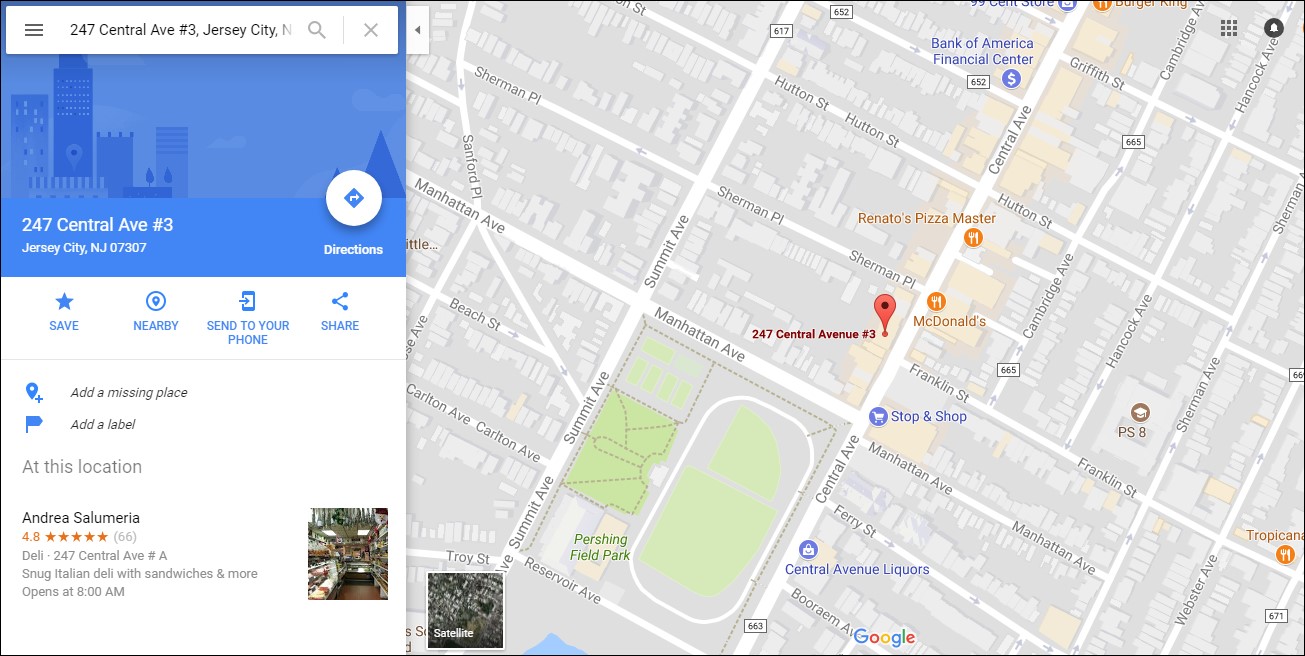 247 Central Ave #3, Jersey City, N
247 Central Ave #3
Jersey City, NJ 07307
Directions
SAVE
NEARBY
SEND TO YOUR
PHONE
SHARE
Add a missing place
Add a label
At this location
Andrea Salumeria
4.8 ★★★★★ (66)
Deli · 247 Central Ave # A
Snug Italian deli with sandwiches & more
Opens at 8:00 AM
652
99 Cent Store
Burger King
617
Bank of America
Financial Center
652
Griffith St
Cambridge Ave
Hancock Ave
Sherman Pl
Hutton St
Hutton St
Central Ave
665
Sanford Pl
Manhattan Ave
Sherman Pl
Hutton St
Sherman
Renato's Pizza Master
ittle...
Summit Ave
Sherman Pl
Cambridge Ave
McDonald's
247 Central Avenue #3
Beach St
Manhattan Ave
Hancock Ave
ose Ave
Franklin St
665
66
Carlton Ave
Carlton Ave
Summit Ave
Stop & Shop
PS 8
Sherman Ave
Manhattan Ave
Central Ave
Franklin St
Summit Ave
Ferry St
Manhattan Ave
Pershing
Field Park
Tropicana
Troy St
Reservoir Ave
ve
Central Avenue Liquors
Webster Ave
Booraem Ave
Satellite
s So
d
663
671
Google